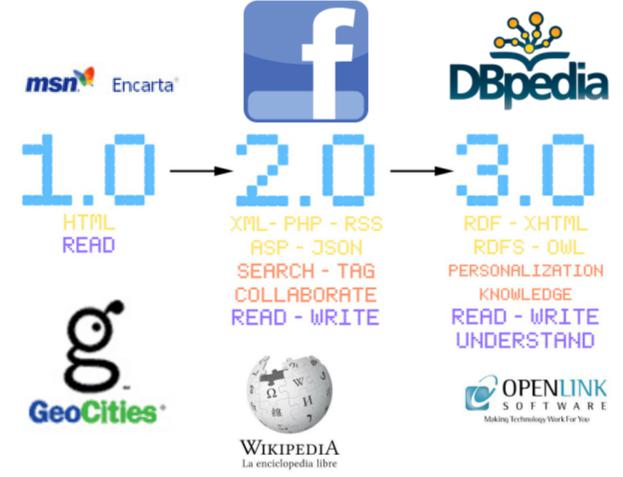 msn Encarta
f
DBpedia
1.0
2.0
3.0
HTML
READ
XML- PHP - RSS
ASP - JSON
SEARCH - TAG
COLLABORATE
READ - WRITE
RDF - XHTML
RDFS - OWL
PERSONALIZATION
KNOWLEDGE
READ - WRITE
UNDERSTAND
g
GeoCities
Ω W
И
WIKIPEDIA
La enciclopedia libre
OPENLINK
SOFTWARE
Making Technology Work For You